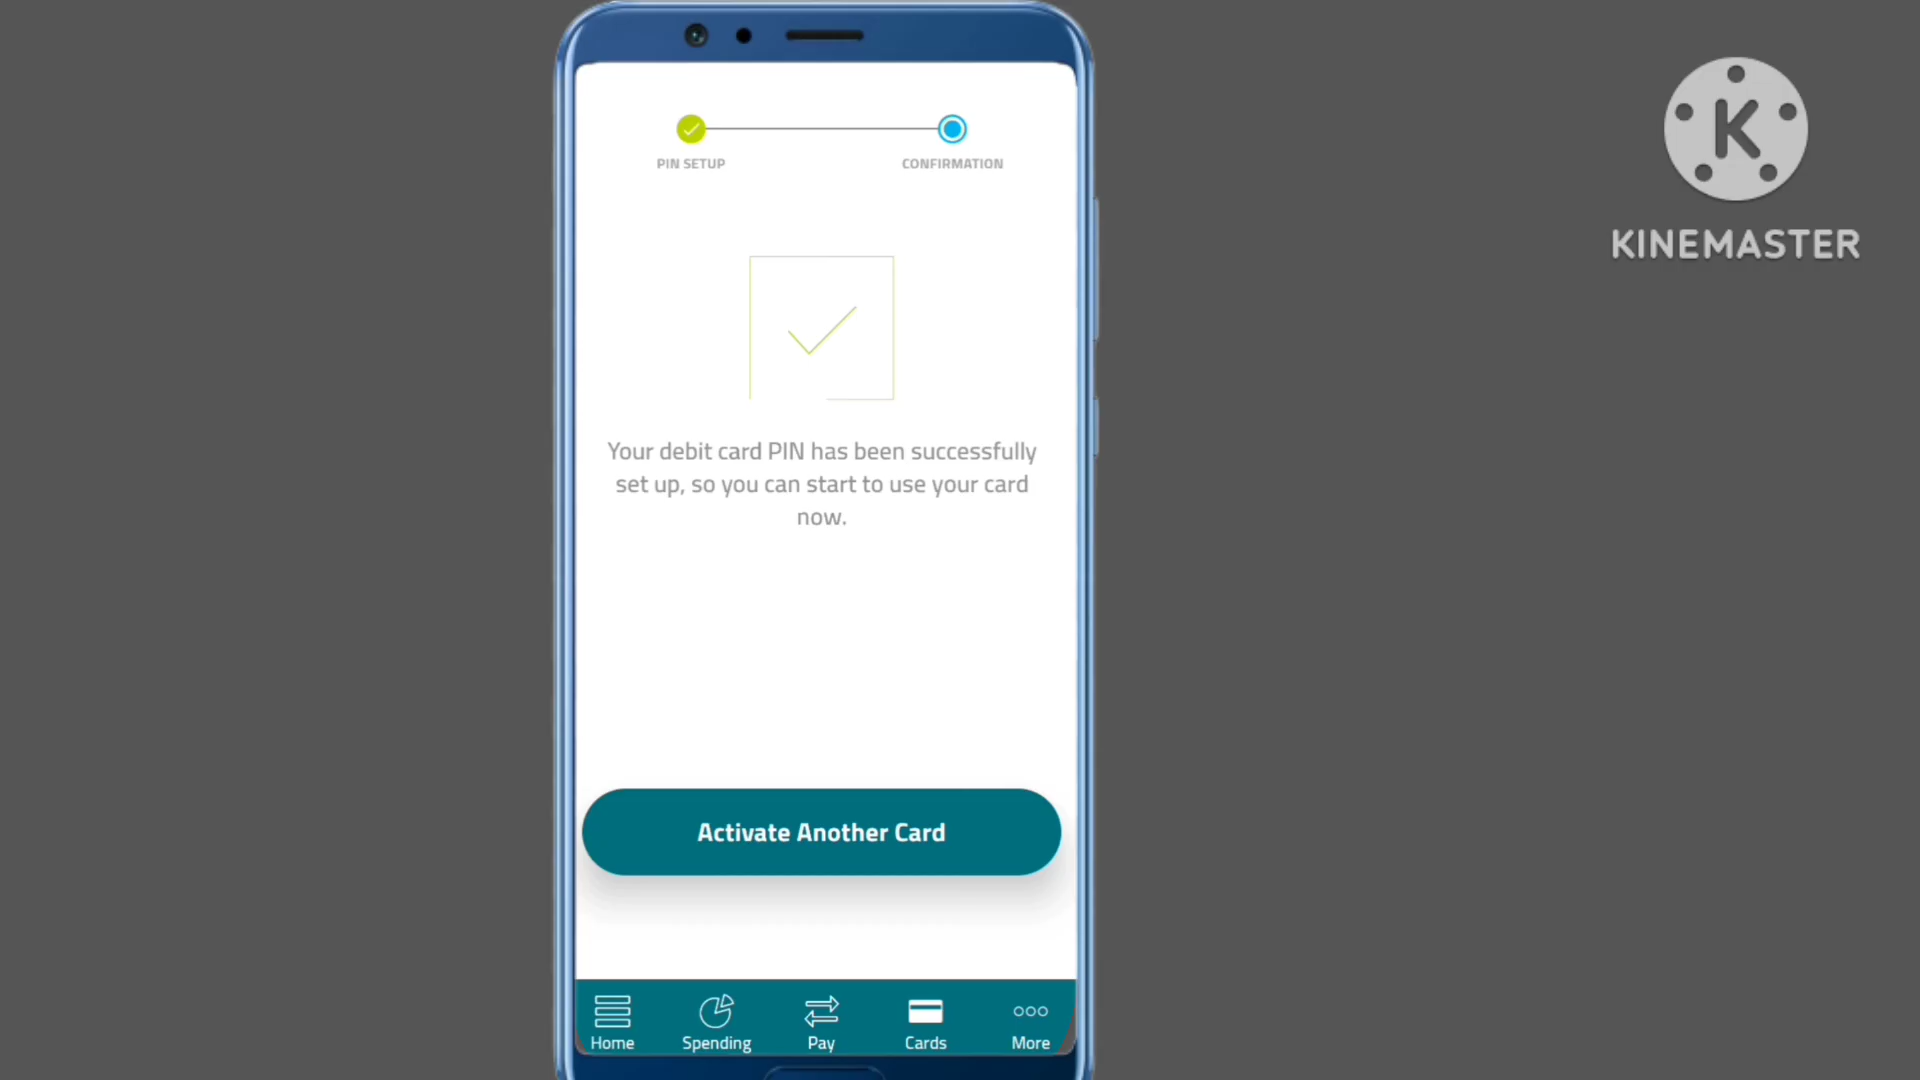 PIN SETUP
CONFIRMATION
Your debit card PIN has been successfully
set up, so you can start to use your card
now.
Activate Another Card
Home
Spending
Pay
Cards
More
K
KINEMASTER